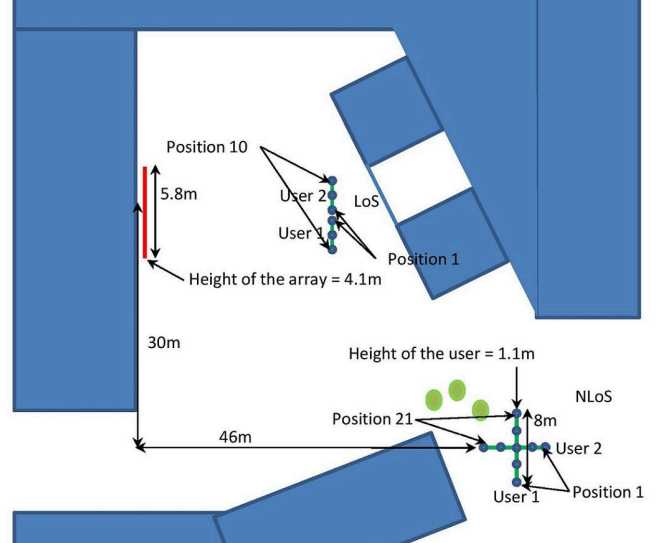 Position 10
5.8m
User 2
LoS
User 1
Position 1
Height of the array = 4.1m
30m
Height of the user = 1.1m
NLoS
Position 21
8m
46m
User 2
Position 1
User 1